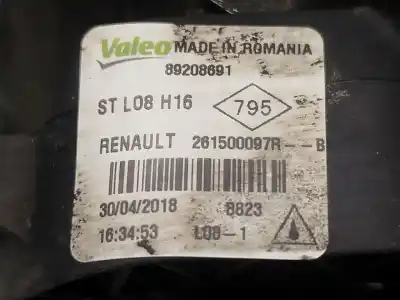 Valeo MADE IN ROMANIA
89208691
ST L08 H16 795
RENAULT 261500097R--B
30/04/2018 8823
16:34:53 L08-1